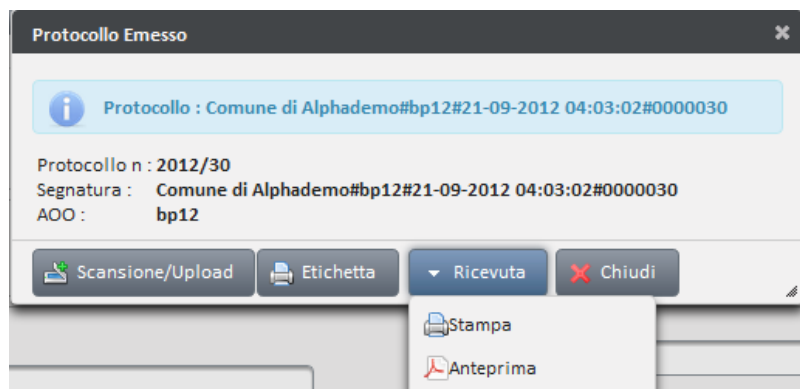 Protocollo Emesso
Protocollo : Comune di Alphademo#bp12#21-09-2012 04:03:02#0000030
Protocollo n : 2012/30
Segnatura : Comune di Alphademo#bp12#21-09-2012 04:03:02#0000030
AOO : bp12
Scansione/Upload Etichetta Ricevuta Chiudi
Stampa
Anteprima